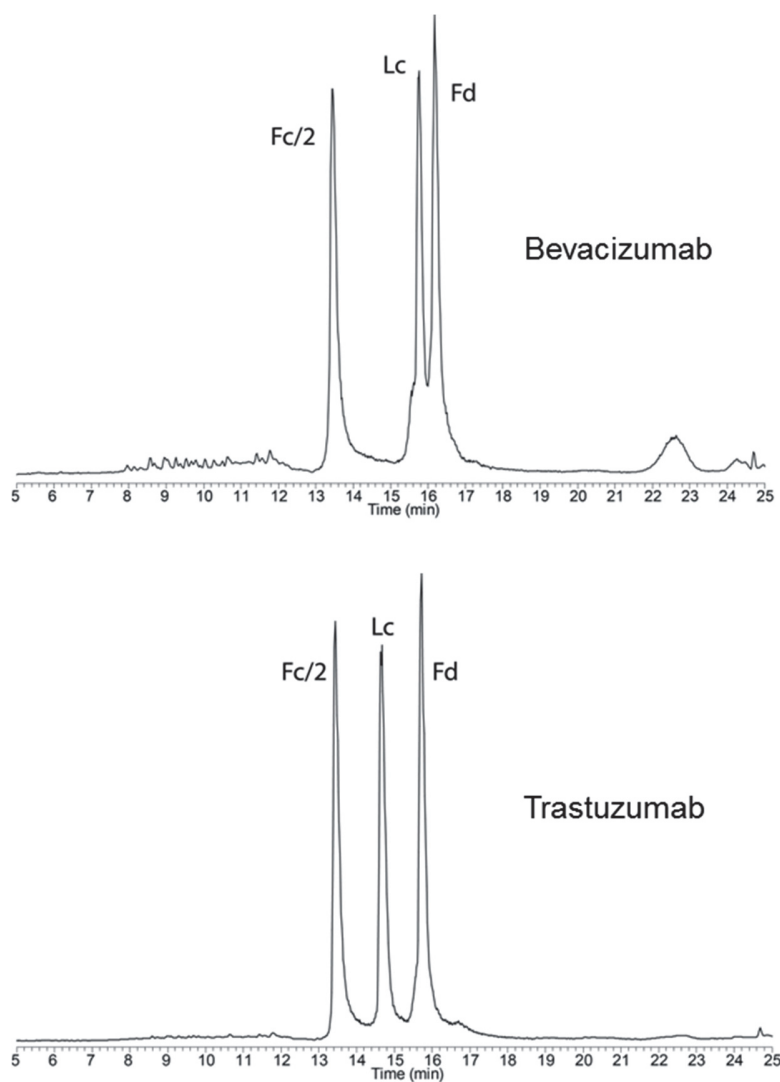 Lc
Fd
Fc/2
Bevacizumab
5 6 7 8 9 10 11 12 13 14 15 16 17 18 19 20 21 22 23 24 25
Time (min)
Lc
Fc/2 Fd
Trastuzumab
5 6 7 8 9 10 11 12 13 14 15 16 17 18 19 20 21 22 23 24 25
Time (min)